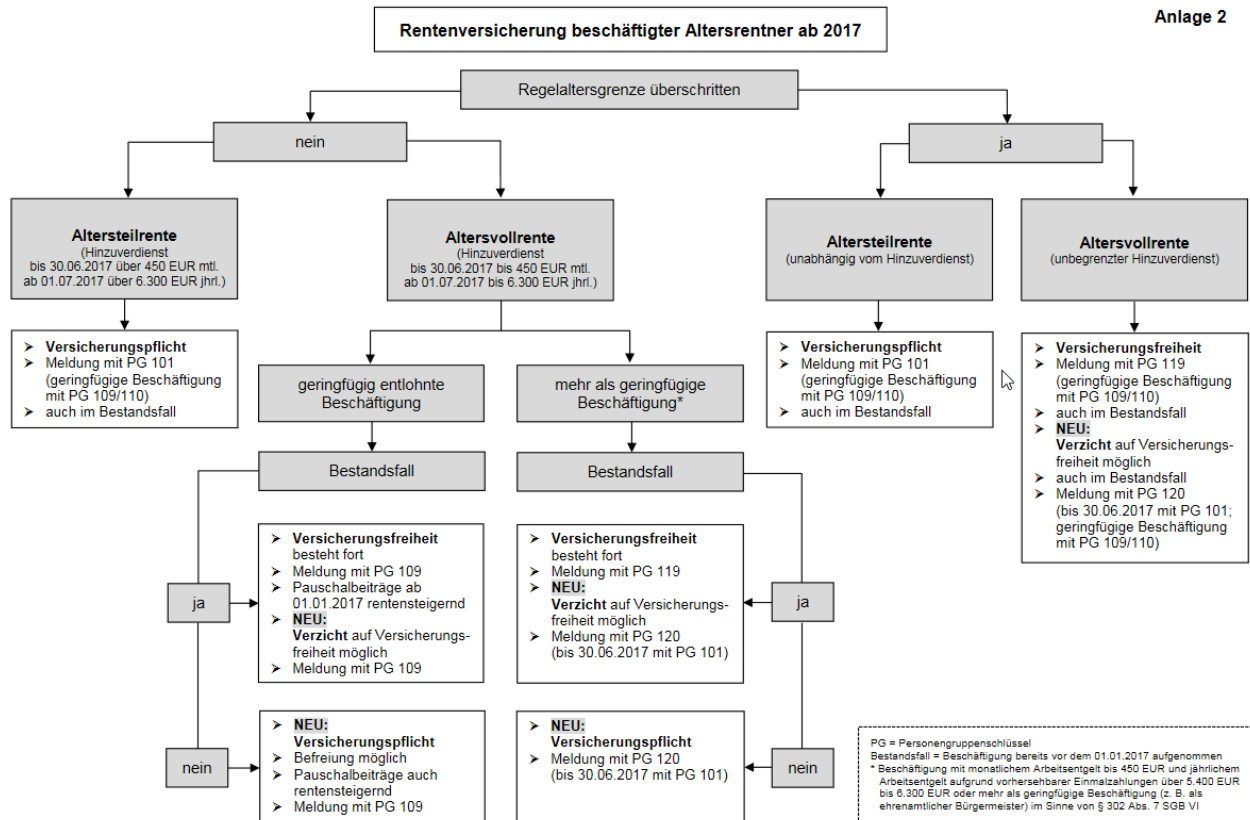 Anlage 2
Rentenversicherung beschäftigter Altersrentner ab 2017
Regelaltersgrenze überschritten
nein
ja
Altersteilrente
(Hinzuverdienst
bis 30.06.2017 über 450 EUR mtl.
ab 01.07.2017 über 6.300 EUR jhrl.)
Altersvollrente
(Hinzuverdienst
bis 30.06.2017 bis 450 EUR mtl.
ab 01.07.2017 bis 6.300 EUR jhrl.)
Altersteilrente
(unabhängig vom Hinzuverdienst)
Altersvollrente
(unbegrenzter Hinzuverdienst)
➤ Versicherungspflicht
➤ Meldung mit PG 101
(geringfügige Beschäftigung
mit PG 109/110)
➤ auch im Bestandsfall
geringfügig entlohnte
Beschäftigung
mehr als geringfügige
Beschäftigung*
➤ Versicherungspflicht
➤ Meldung mit PG 101
(geringfügige Beschäftigung
mit PG 109/110)
➤ auch im Bestandsfall
➤ Versicherungsfreiheit
➤ Meldung mit PG 119
(geringfügige Beschäftigung
mit PG 109/110)
➤ auch im Bestandsfall
➤ NEU:
Verzicht auf Versicherungs-
freiheit möglich
➤ auch im Bestandsfall
➤ Meldung mit PG 120
(bis 30.06.2017 mit PG 101;
geringfügige Beschäftigung
mit PG 109/110)
Bestandsfall
Bestandsfall
ja
➤ Versicherungsfreiheit
besteht fort
➤ Meldung mit PG 109
➤ Pauschalbeiträge ab
01.01.2017 rentensteigernd
➤ NEU:
Verzicht auf Versicherungs-
freiheit möglich
➤ Meldung mit PG 109
➤ Versicherungsfreiheit
besteht fort
➤ Meldung mit PG 119
➤ NEU:
Verzicht auf Versicherungs-
freiheit möglich
➤ Meldung mit PG 120
(bis 30.06.2017 mit PG 101)
ja
nein
➤ NEU:
Versicherungspflicht
➤ Befreiung möglich
➤ Pauschalbeiträge auch
rentensteigernd
➤ Meldung mit PG 109
➤ NEU:
Versicherungspflicht
➤ Meldung mit PG 120
(bis 30.06.2017 mit PG 101)
nein
PG = Personengruppenschlüssel
Bestandsfall = Beschäftigung bereits vor dem 01.01.2017 aufgenommen
* Beschäftigung mit monatlichem Arbeitsentgelt bis 450 EUR und jährlichem
Arbeitsentgelt aufgrund vorhersehbarer Einmalzahlungen über 5.400 EUR
bis 6.300 EUR oder mehr als geringfügige Beschäftigung (z. B. als
ehrenamtlicher Bürgermeister) im Sinne von § 302 Abs. 7 SGB VI